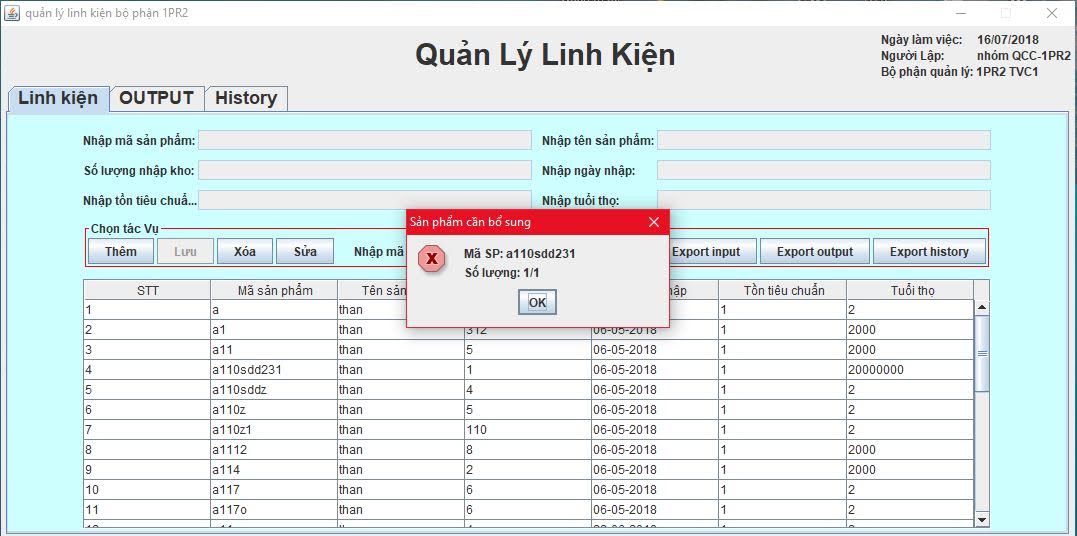 quản lý linh kiện bộ phận 1PR2
Quản Lý Linh Kiện
Ngày làm việc: 16/07/2018
Người Lập: nhóm QCC-1PR2
Bộ phận quản lý: 1PR2 TVC1
Linh kiện OUTPUT History
Nhập mã sản phẩm: Nhập tên sản phẩm:
Số lượng nhập kho: Nhập ngày nhập:
Nhập tồn tiêu chuẩ... Nhập tuổi thọ:
Sản phẩm cần bổ sung
Mã SP: a110sdd231
Số lượng: 1/1
OK
Chọn tác Vụ
Thêm Lưu Xóa Sửa Nhập mã Export input Export output Export history
STT Mã sản phẩm Tên sản Tồn tiêu chuẩn Tuổi thọ
1 a than 1 2
2 a1 than 312 06-05-2018 1 2000
3 a11 than 5 06-05-2018 1 2000
4 a110sdd231 than 1 06-05-2018 1 20000000
5 a110sddz than 4 06-05-2018 1 2
6 a110z than 5 06-05-2018 1 2
7 a110z1 than 110 06-05-2018 1 2
8 a1112 than 8 06-05-2018 1 2000
9 a114 than 2 06-05-2018 1 2000
10 a117 than 6 06-05-2018 1 2
11 a117o than 6 06-05-2018 1 2